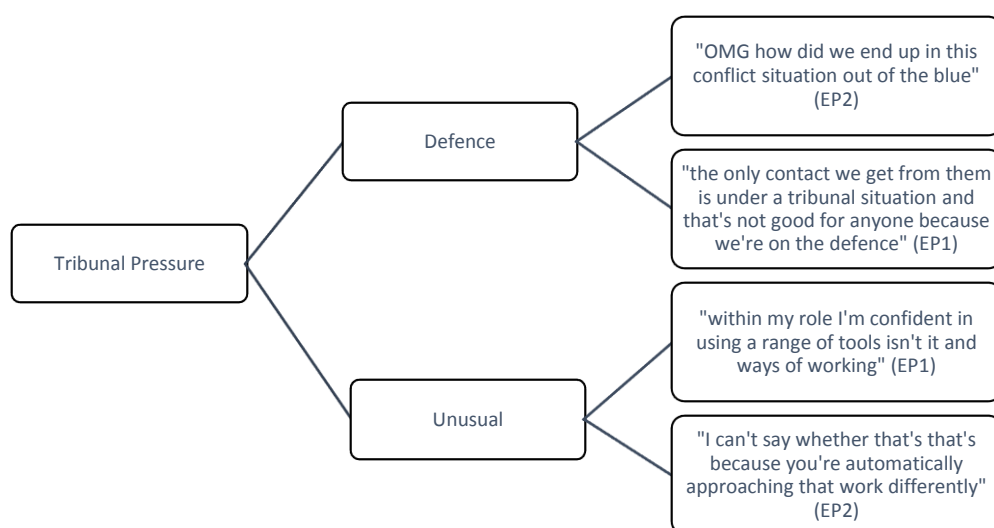 Tribunal Pressure
Defence
"OMG how did we end up in this
conflict situation out of the blue"
(EP2)
"the only contact we get from them
is under a tribunal situation and
that's not good for anyone because
we're on the defence" (EP1)
Unusual
"within my role I'm confident in
using a range of tools isn't it and
ways of working" (EP1)
"I can't say whether that's that's
because you're automatically
approaching that work differently"
(EP2)